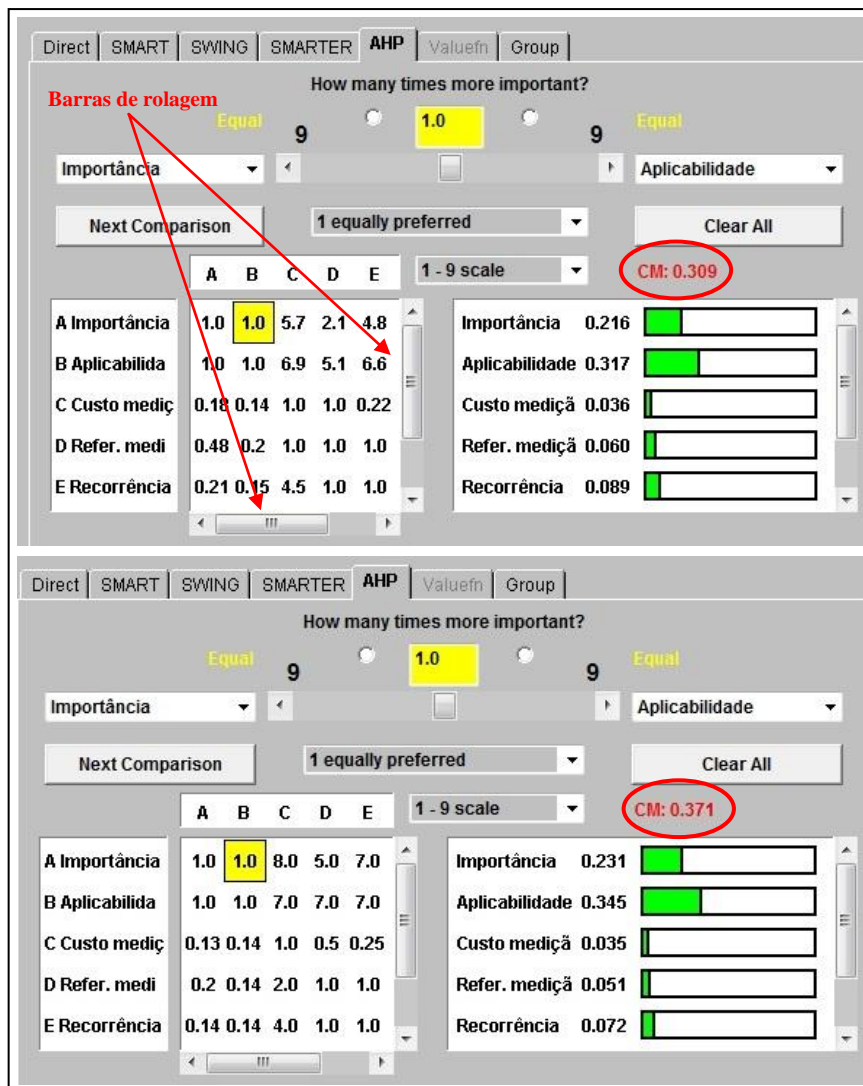 Direct SMART SWING SMARTER AHP Valuefn Group
How many times more important?
Barras de rolagem
Equal 9 1.0 9 Equal
Importância Aplicabilidade
Next Comparison 1 equally preferred Clear All
A B C D E 1 - 9 scale CM: 0.309
A Importância 1.0 1.0 5.7 2.1 4.8 Importância 0.216
B Aplicabilida 1.0 1.0 6.9 5.1 6.6 Aplicabilidade 0.317
C Custo mediç 0.18 0.14 1.0 1.0 0.22 Custo mediçã 0.036
D Refer. medi 0.48 0.2 1.0 1.0 1.0 Refer. mediçã 0.060
E Recorrência 0.21 0.15 4.5 1.0 1.0 Recorrência 0.089
Direct SMART SWING SMARTER AHP Valuefn Group
How many times more important?
Equal 9 1.0 9 Equal
Importância Aplicabilidade
Next Comparison 1 equally preferred Clear All
A B C D E 1 - 9 scale CM: 0.371
A Importância 1.0 1.0 8.0 5.0 7.0 Importância 0.231
B Aplicabilida 1.0 1.0 7.0 7.0 7.0 Aplicabilidade 0.345
C Custo mediç 0.13 0.14 1.0 0.5 0.25 Custo mediçã 0.035
D Refer. medi 0.2 0.14 2.0 1.0 1.0 Refer. mediçã 0.051
E Recorrência 0.14 0.14 4.0 1.0 1.0 Recorrência 0.072